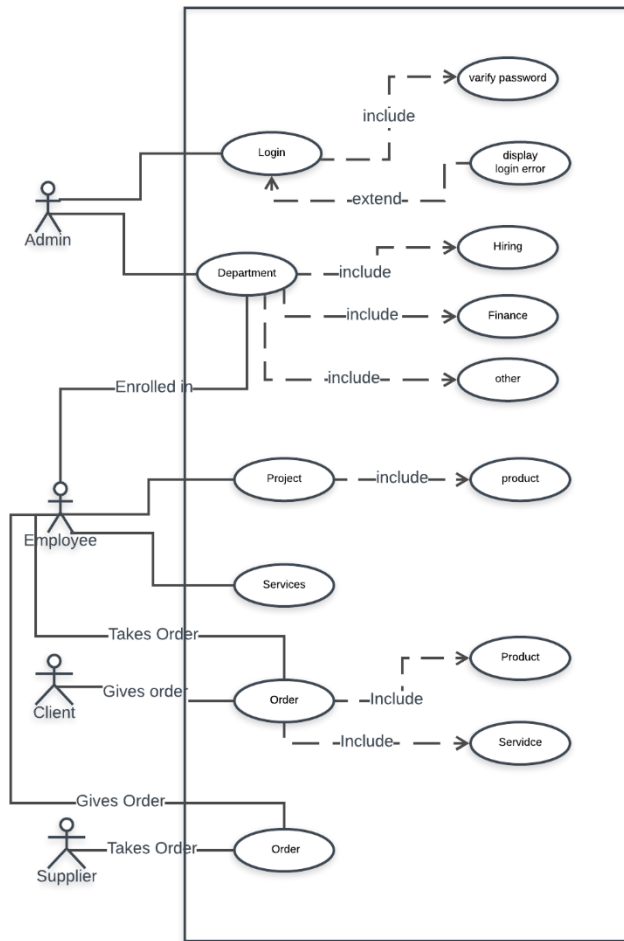 varify password
include
Login
display
login error
extend
Admin
Hiring
include
Department
Finance
include
other
include
Enrolled in
Project
include
product
Employee
Services
Takes Order
Product
Client
Gives order
Order
Include
Servidce
Include
Gives Order
Takes Order
Order
Supplier